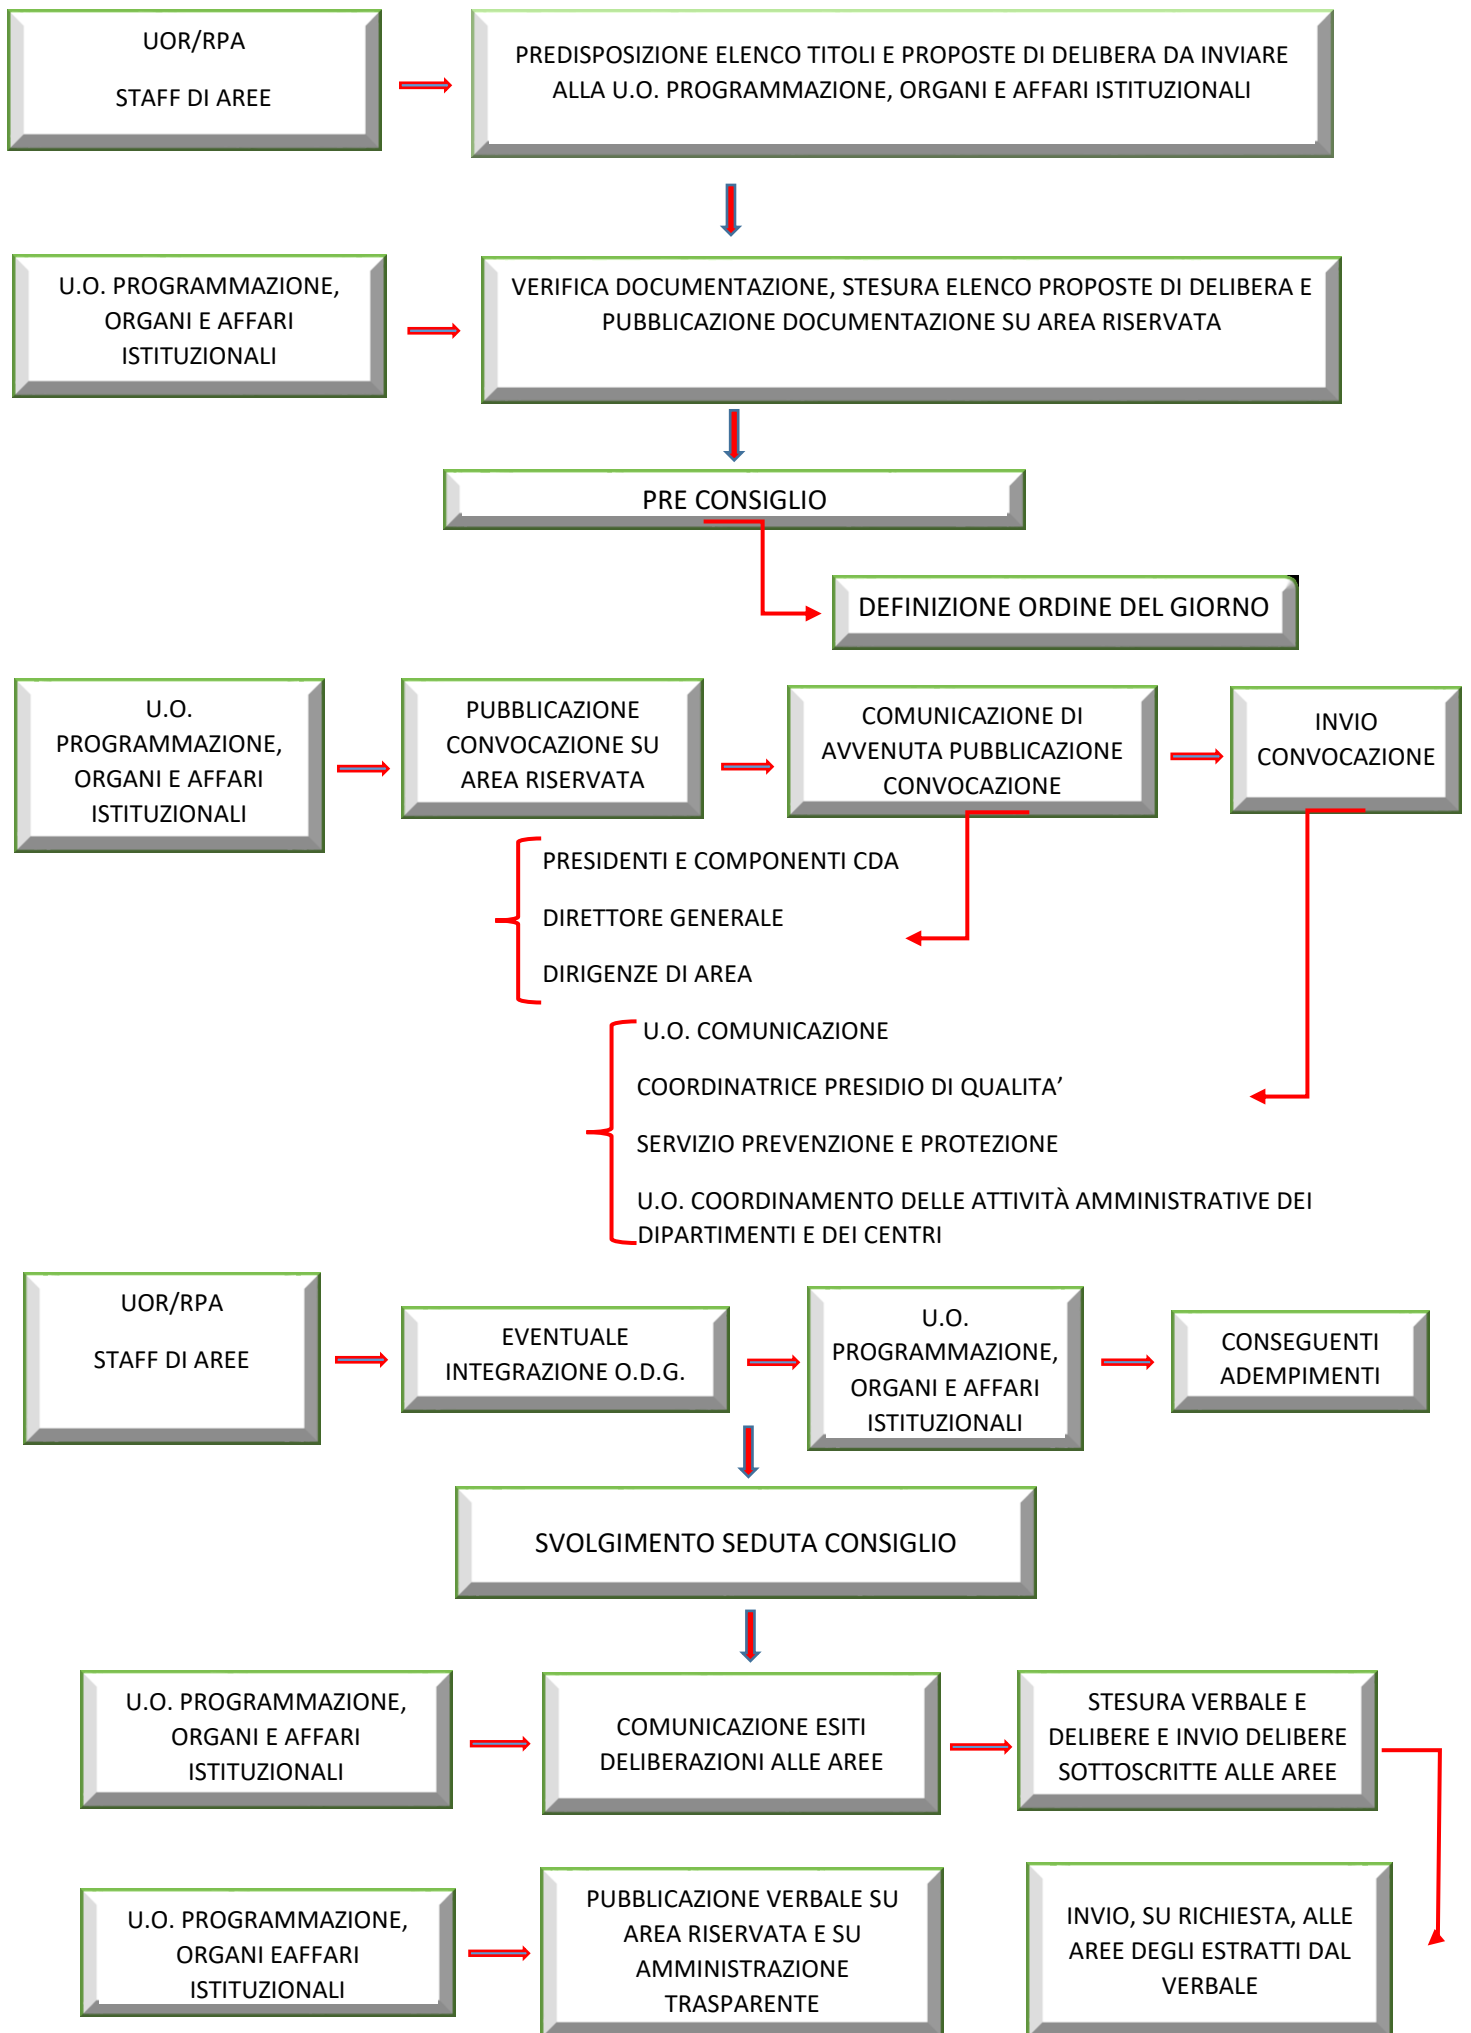 UOR/RPA
STAFF DI AREE
PREDISPOSIZIONE ELENCO TITOLI E PROPOSTE DI DELIBERA DA INVIARE
ALLA U.O. PROGRAMMAZIONE, ORGANI E AFFARI ISTITUZIONALI
U.O. PROGRAMMAZIONE,
ORGANI E AFFARI
ISTITUZIONALI
VERIFICA DOCUMENTAZIONE, STESURA ELENCO PROPOSTE DI DELIBERA E
PUBBLICAZIONE DOCUMENTAZIONE SU AREA RISERVATA
PRE CONSIGLIO
DEFINIZIONE ORDINE DEL GIORNO
U.O.
PROGRAMMAZIONE,
ORGANI E AFFARI
ISTITUZIONALI
PUBBLICAZIONE
CONVOCAZIONE SU
AREA RISERVATA
COMUNICAZIONE DI
AVVENUTA PUBBLICAZIONE
CONVOCAZIONE
INVIO
CONVOCAZIONE
PRESIDENTI E COMPONENTI CDA
DIRETTORE GENERALE
DIRIGENZE DI AREA
U.O. COMUNICAZIONE
COORDINATRICE PRESIDIO DI QUALITA’
SERVIZIO PREVENZIONE E PROTEZIONE
U.O. COORDINAMENTO DELLE ATTIVITÀ AMMINISTRATIVE DEI
DIPARTIMENTI E DEI CENTRI
UOR/RPA
STAFF DI AREE
EVENTUALE
INTEGRAZIONE O.D.G.
U.O.
PROGRAMMAZIONE,
ORGANI E AFFARI
ISTITUZIONALI
CONSEGUENTI
ADEMPIMENTI
SVOLGIMENTO SEDUTA CONSIGLIO
U.O. PROGRAMMAZIONE,
ORGANI E AFFARI
ISTITUZIONALI
COMUNICAZIONE ESITI
DELIBERAZIONI ALLE AREE
STESURA VERBALE E
DELIBERE E INVIO DELIBERE
SOTTOSCRITTE ALLE AREE
U.O. PROGRAMMAZIONE,
ORGANI EAFFARI
ISTITUZIONALI
PUBBLICAZIONE VERBALE SU
AREA RISERVATA E SU
AMMINISTRAZIONE
TRASPARENTE
INVIO, SU RICHIESTA, ALLE
AREE DEGLI ESTRATTI DAL
VERBALE